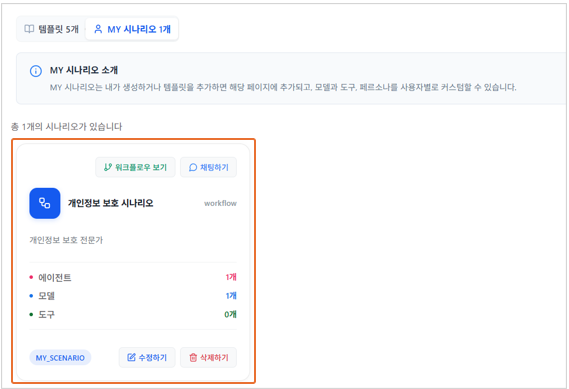 템플릿 5개
MY 시나리오 1개
MY 시나리오 소개
MY 시나리오는 내가 생성하거나 템플릿을 추가하면 해당 페이지에 추가되고, 모델과 도구, 페르소나를 사용자별로 커스텀할 수 있습니다.
총 1개의 시나리오가 있습니다
워크플로우 보기
채팅하기
개인정보 보호 시나리오
workflow
개인정보 보호 전문가
에이전트 1개
모델 1개
도구 0개
MY_SCENARIO
수정하기
삭제하기